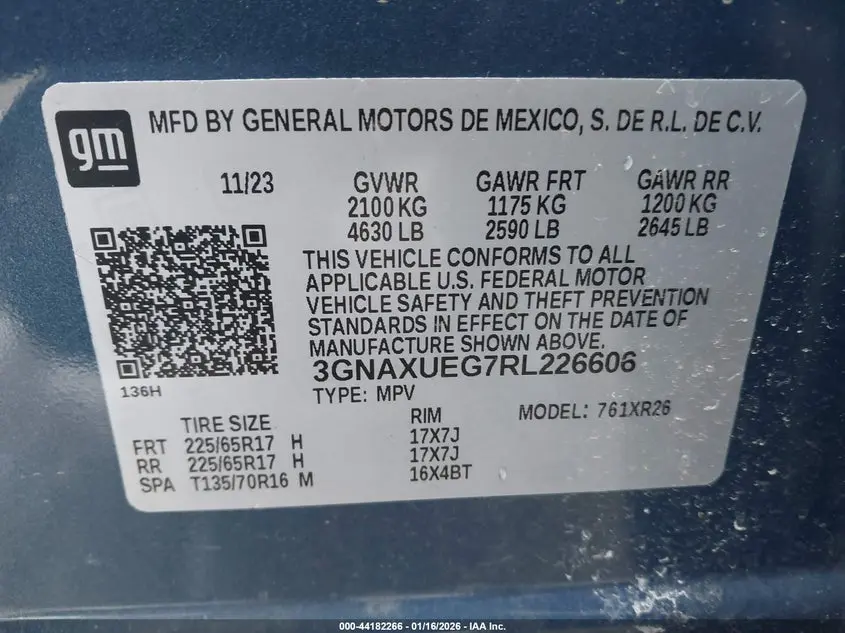 gm
MFD BY GENERAL MOTORS DE MEXICO, S. DE R.L. DE C.V.
11/23 GVWR GAWR FRT GAWR RR
2100 KG 1175 KG 1200 KG
4630 LB 2590 LB 2645 LB
THIS VEHICLE CONFORMS TO ALL
APPLICABLE U.S. FEDERAL MOTOR
VEHICLE SAFETY AND THEFT PREVENTION
STANDARDS IN EFFECT ON THE DATE OF
MANUFACTURE SHOWN ABOVE.
3GNAXUEG7RL226606
136H
TYPE: MPV
MODEL: 761XR26
TIRE SIZE RIM
FRT 225/65R17 H 17X7J
RR 225/65R17 H 17X7J
SPA T135/70R16 M 16X4BT
000-44182266 - 01/16/2026 - IAA Inc.